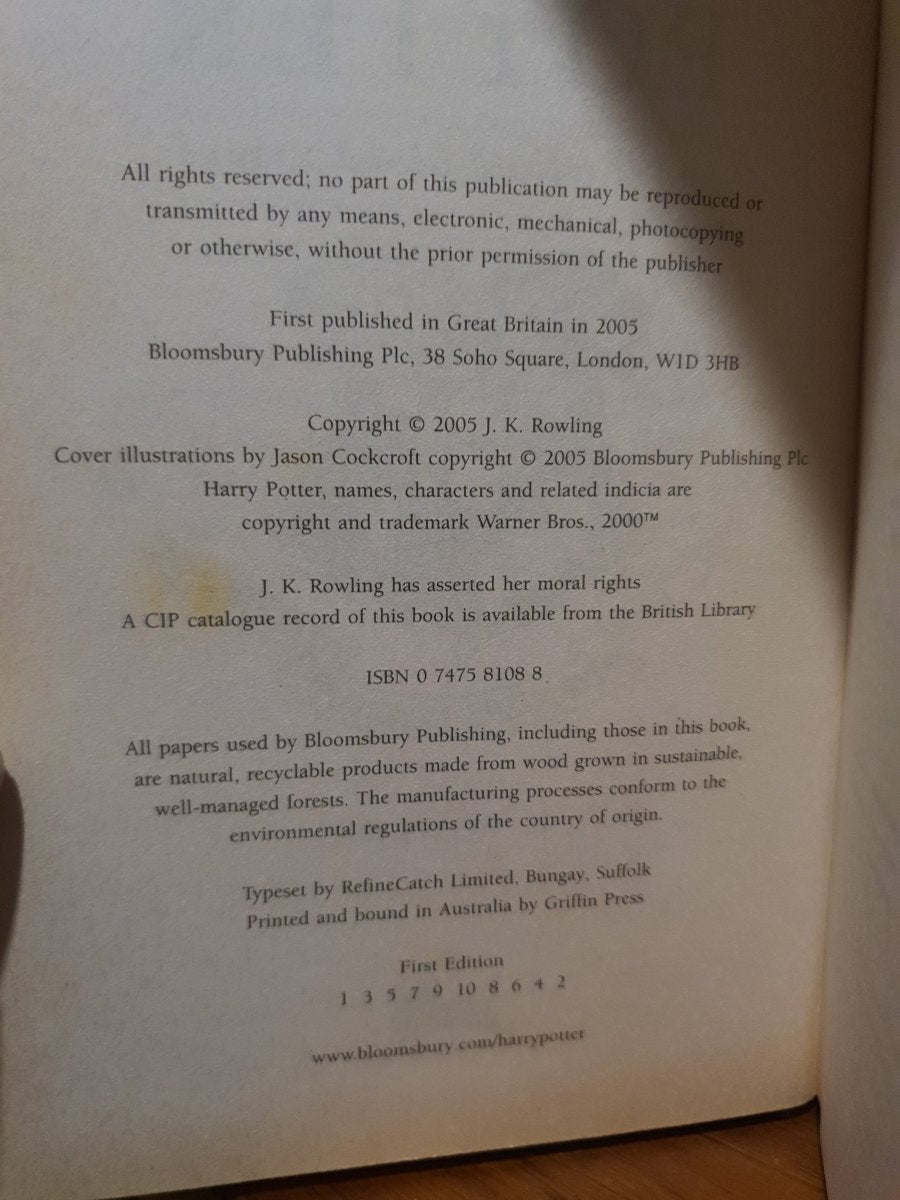 All rights reserved; no part of this publication may be reproduced or
transmitted by any means, electronic, mechanical, photocopying
or otherwise, without the prior permission of the publisher
First published in Great Britain in 2005
Bloomsbury Publishing Plc, 38 Soho Square, London, W1D 3HB
Copyright © 2005 J. K. Rowling
Cover illustrations by Jason Cockcroft copyright © 2005 Bloomsbury Publishing Plc
Harry Potter, names, characters and related indicia are
copyright and trademark Warner Bros., 2000™
J. K. Rowling has asserted her moral rights
A CIP catalogue record of this book is available from the British Library
ISBN 0 7475 8108 8
All papers used by Bloomsbury Publishing, including those in this book,
are natural, recyclable products made from wood grown in sustainable,
well-managed forests. The manufacturing processes conform to the
environmental regulations of the country of origin.
Typeset by RefineCatch Limited, Bungay, Suffolk
Printed and bound in Australia by Griffin Press
First Edition
1 3 5 7 9 10 8 6 4 2
www.bloomsbury.com/harrypotter